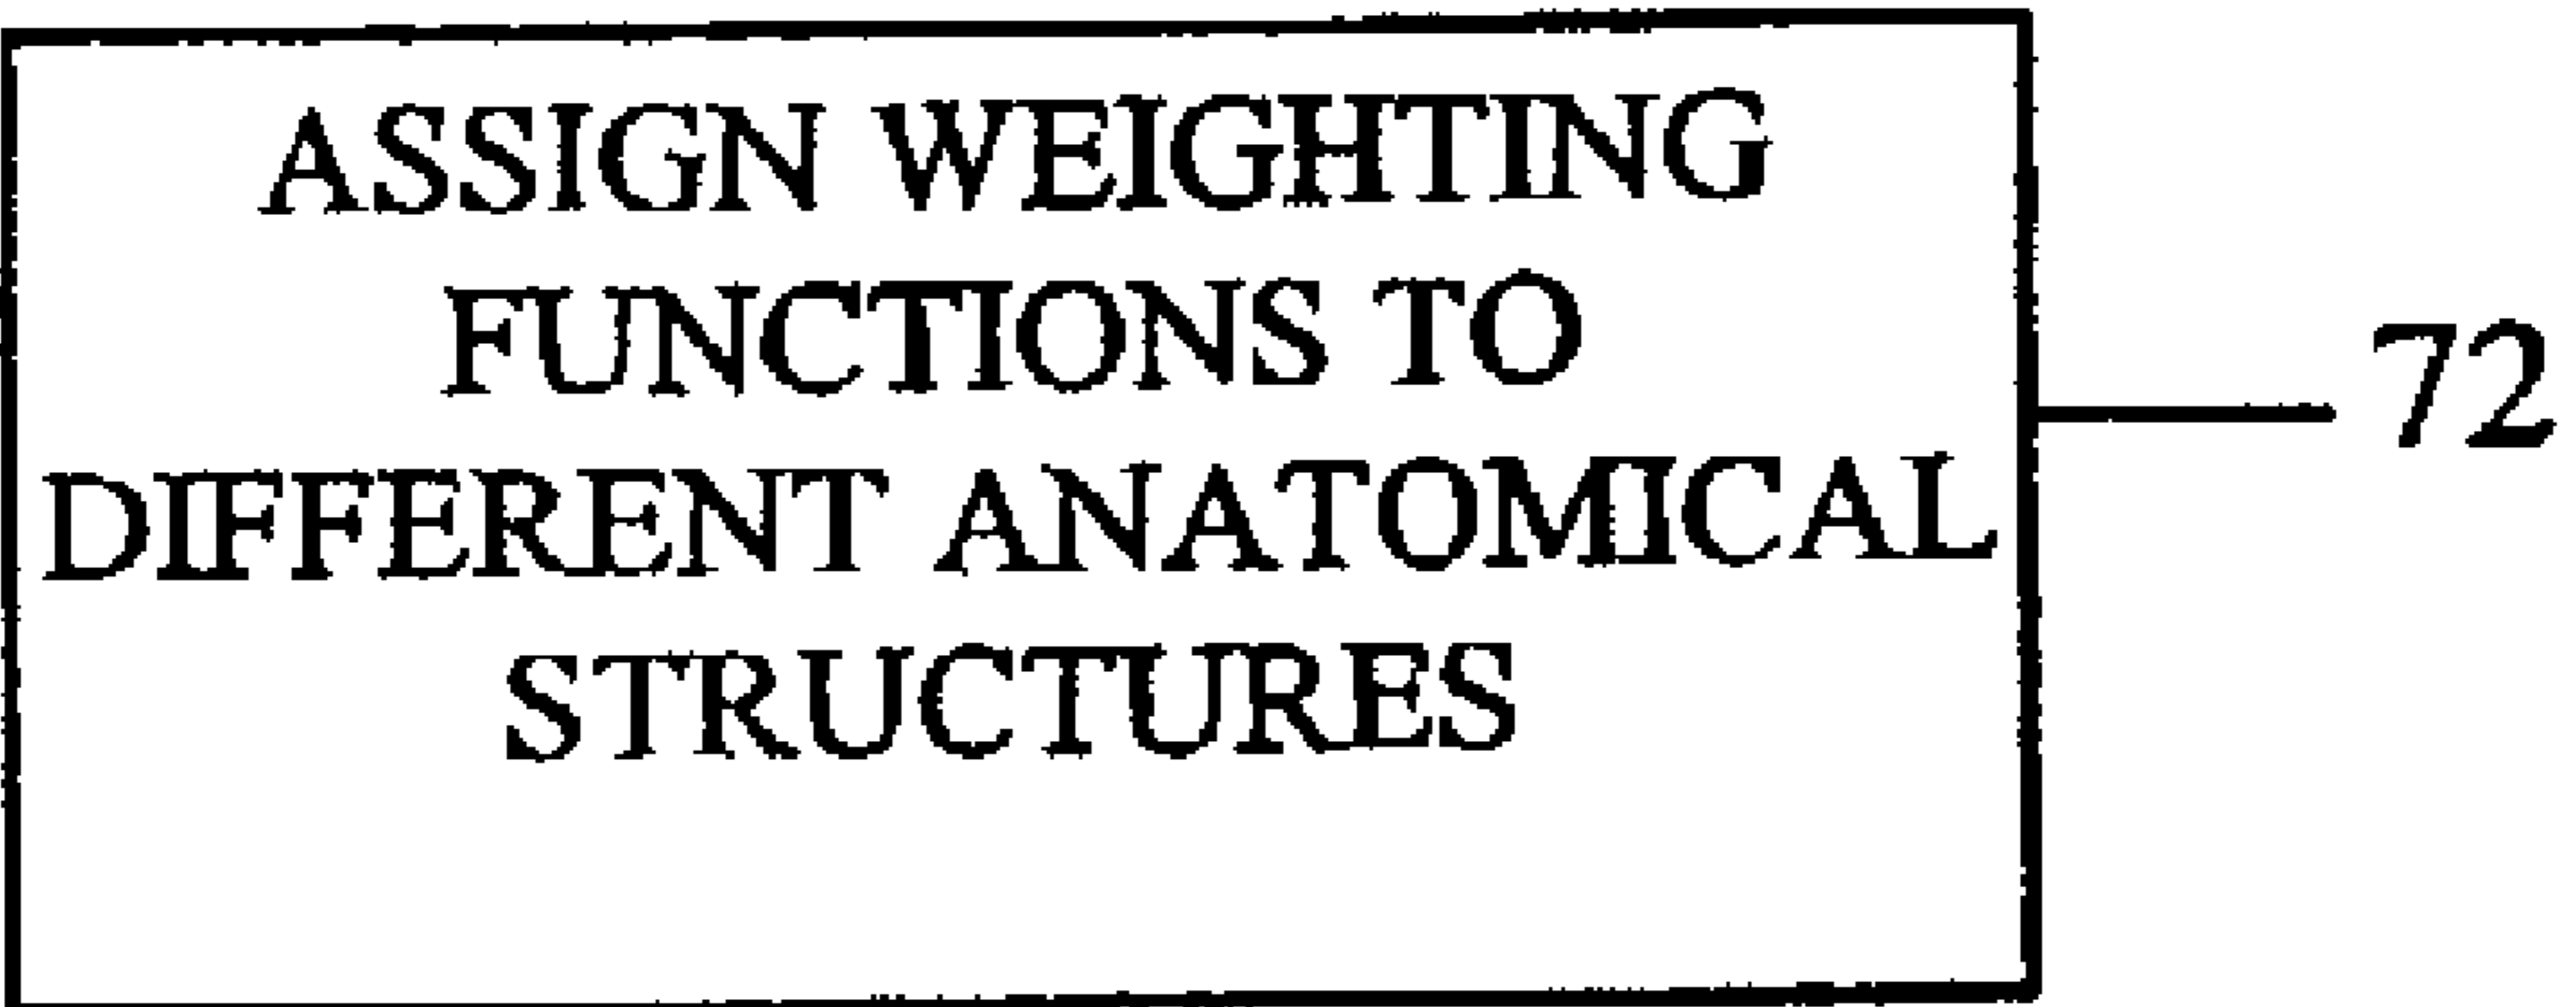 ASSIGN WEIGHTING
FUNCTIONS TO
DIFFERENT ANATOMICAL
STRUCTURES
72